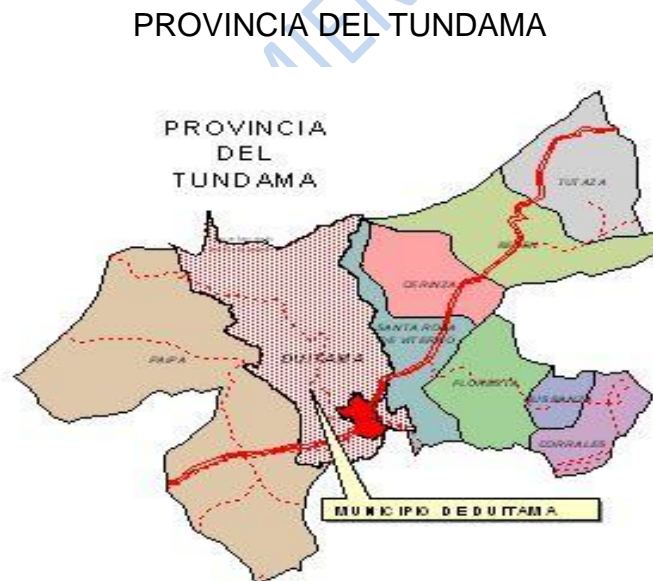 PROVINCIA DEL TUNDAMA
PROVINCIA
DEL
TUNDAMA
TUTAZA
BELEN
CERINZA
SANTA ROSA
DE VITERBO
DUITAMA
PAIPA
FLORESTA
BUSBANZA
CORRALES
MUNICIPIO DE DUITAMA